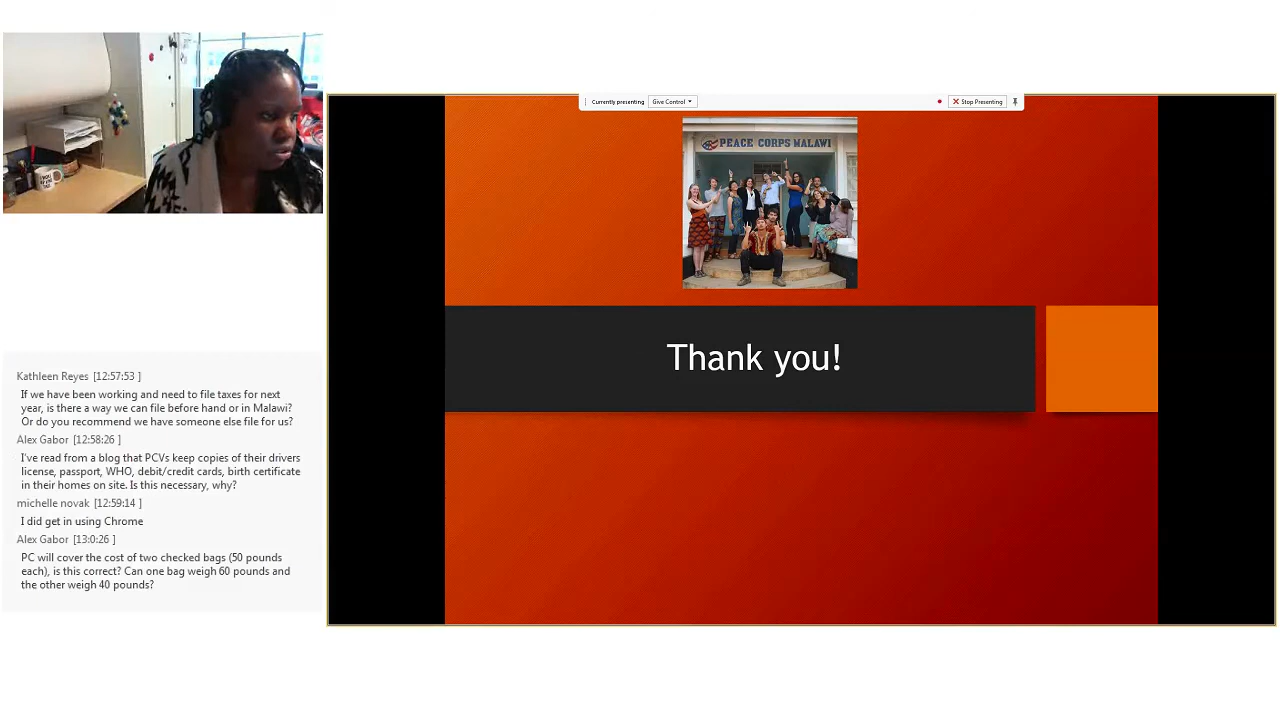 Currently presenting
Give Control
Stop Presenting
PEACE CORPS MALAWI
Thank you!
Kathleen Reyes [12:57:53 ]
If we have been working and need to file taxes for next
year, is there a way we can file before hand or in Malawi?
Or do you recommend we have someone else file for us?
Alex Gabor [12:58:26 ]
I've read from a blog that PCVs keep copies of their drivers
license, passport, WHO, debit/credit cards, birth certificate
in their homes on site. Is this necessary, why?
michelle novak [12:59:14 ]
I did get in using Chrome
Alex Gabor [13:0:26 ]
PC will cover the cost of two checked bags (50 pounds
each), is this correct? Can one bag weigh 60 pounds and
the other weigh 40 pounds?